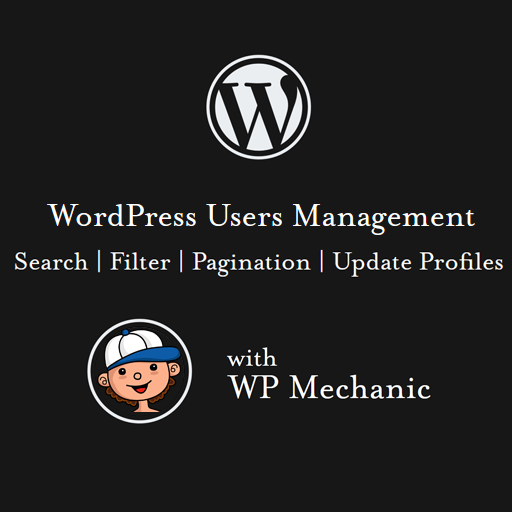 W
WordPress Users Management
Search | Filter | Pagination | Update Profiles
with
WP Mechanic